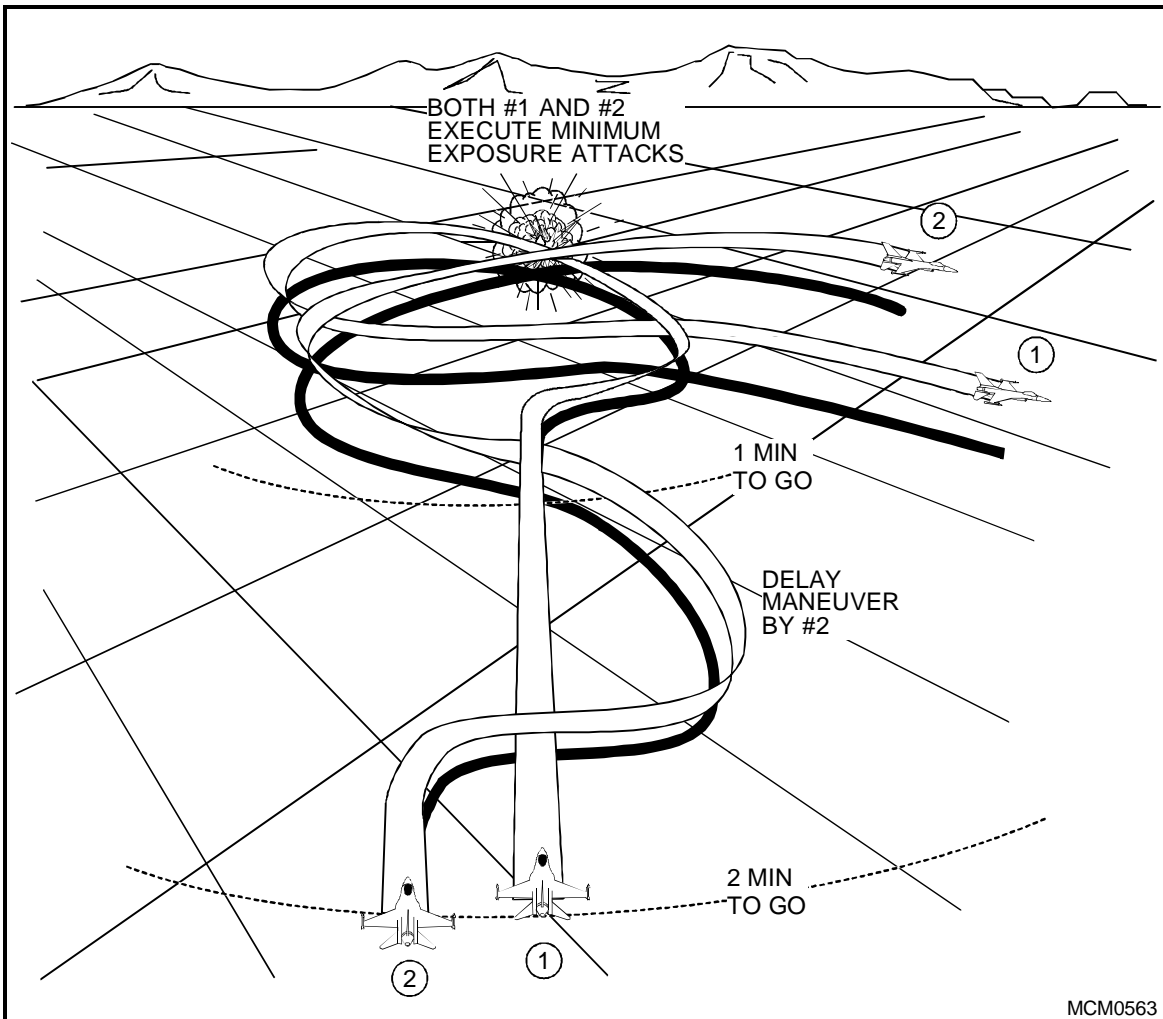 BOTH #1 AND #2
EXECUTE MINIMUM
EXPOSURE ATTACKS
2
1
1 MIN
TO GO
DELAY
MANEUVER
BY #2
2 MIN
TO GO
2
1
MCM0563